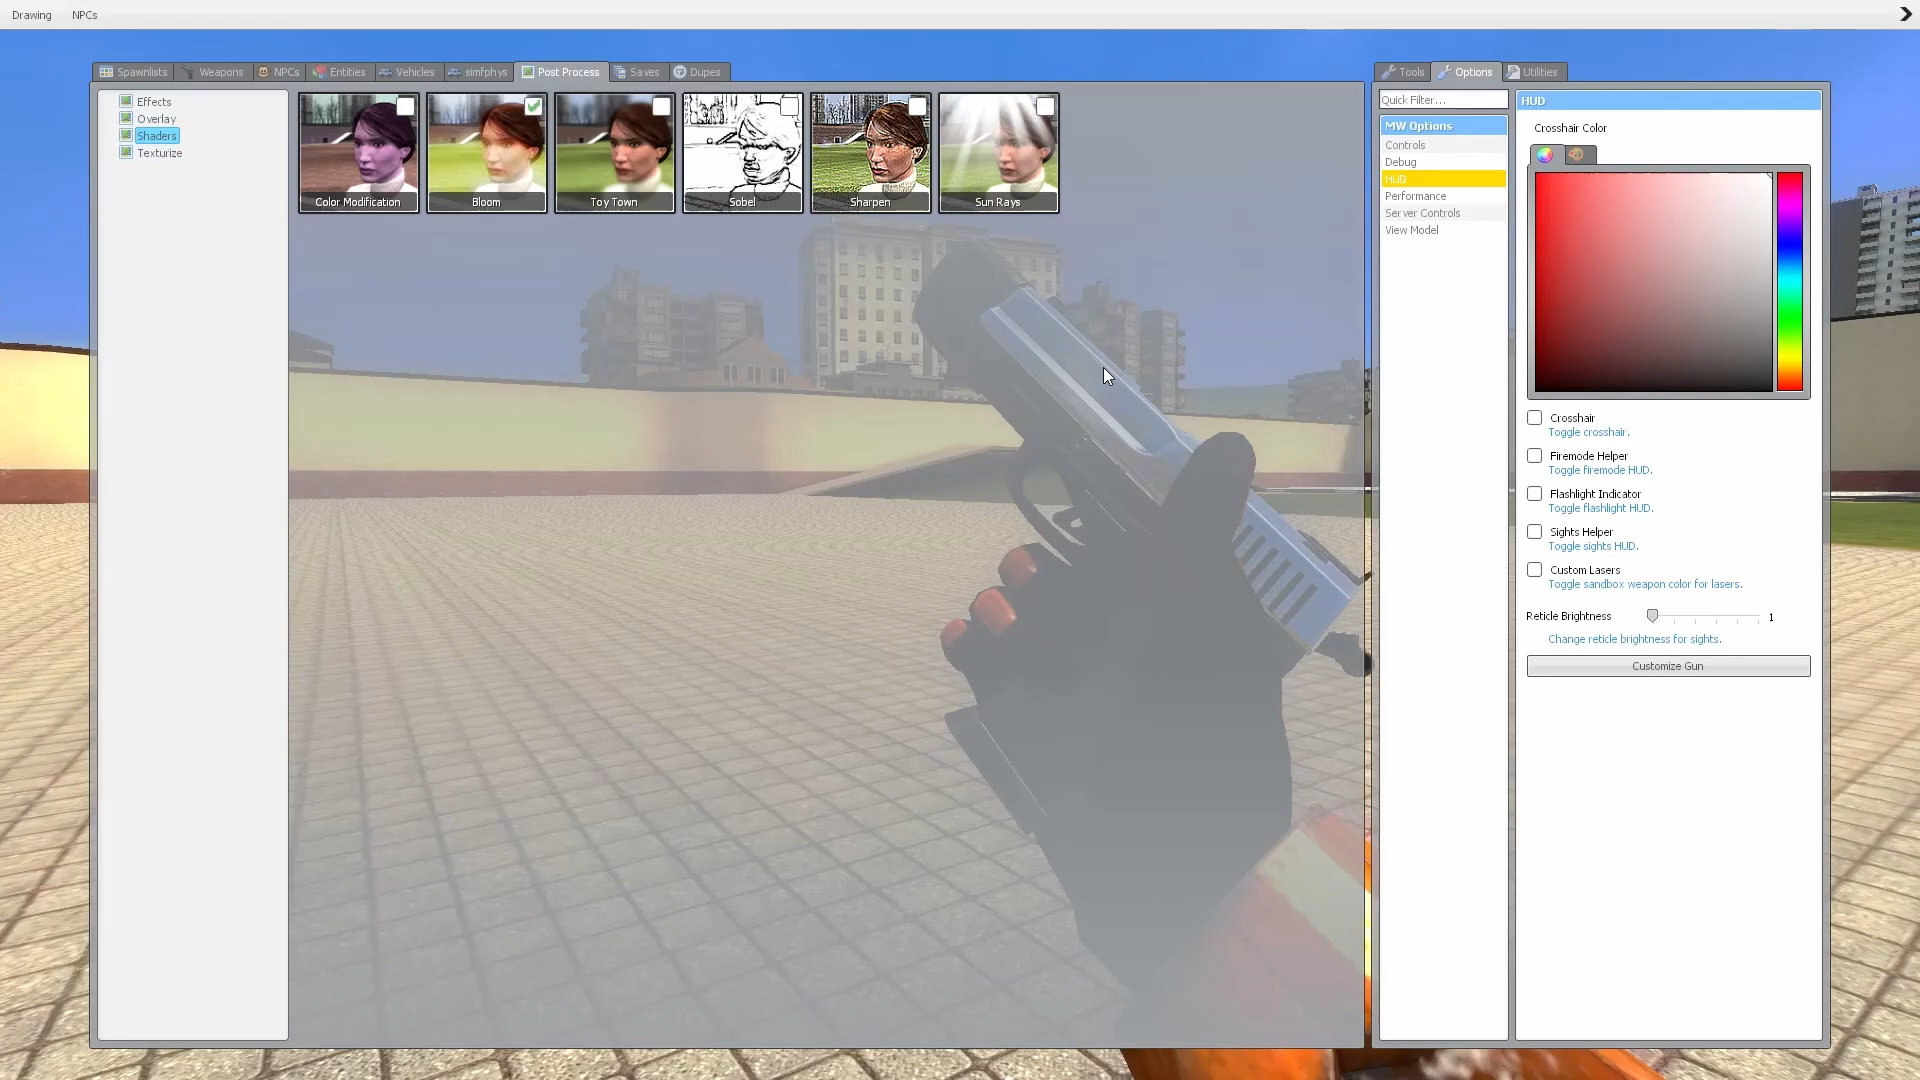 Drawing NPCs
Spawnlists Weapons NPCs Entities Vehicles simfphys Post Process Saves Dupes
Tools Options Utilities
Effects
Overlay
Shaders
Texturize
Color Modification Bloom Toy Town Sobel Sharpen Sun Rays
Quick Filter...
MW Options
Controls
Debug
HUD
Performance
Server Controls
View Model
HUD
Crosshair Color
Crosshair
Toggle crosshair.
Firemode Helper
Toggle firemode HUD.
Flashlight Indicator
Toggle flashlight HUD.
Sights Helper
Toggle sights HUD.
Custom Lasers
Toggle sandbox weapon color for lasers.
Reticle Brightness 1
Change reticle brightness for sights.
Customize Gun